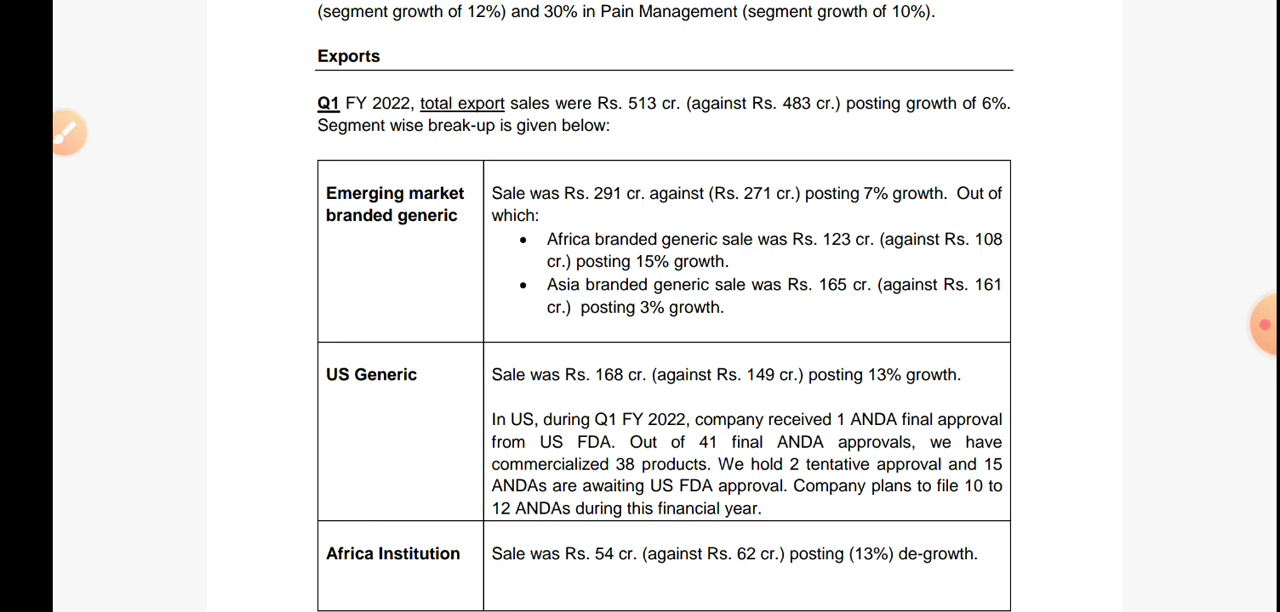 (segment growth of 12%) and 30% in Pain Management (segment growth of 10%).
Exports
Q1 FY 2022, total export sales were Rs. 513 cr. (against Rs. 483 cr.) posting growth of 6%.
Segment wise break-up is given below:
Emerging market
branded generic
Sale was Rs. 291 cr. against (Rs. 271 cr.) posting 7% growth.  Out of
which:
• Africa branded generic sale was Rs. 123 cr. (against Rs. 108
cr.) posting 15% growth.
• Asia branded generic sale was Rs. 165 cr. (against Rs. 161
cr.)  posting 3% growth.
US Generic
Sale was Rs. 168 cr. (against Rs. 149 cr.) posting 13% growth.
In US, during Q1 FY 2022, company received 1 ANDA final approval
from US FDA. Out of 41 final ANDA approvals, we have
commercialized 38 products. We hold 2 tentative approval and 15
ANDAs are awaiting US FDA approval. Company plans to file 10 to
12 ANDAs during this financial year.
Africa Institution
Sale was Rs. 54 cr. (against Rs. 62 cr.) posting (13%) de-growth.